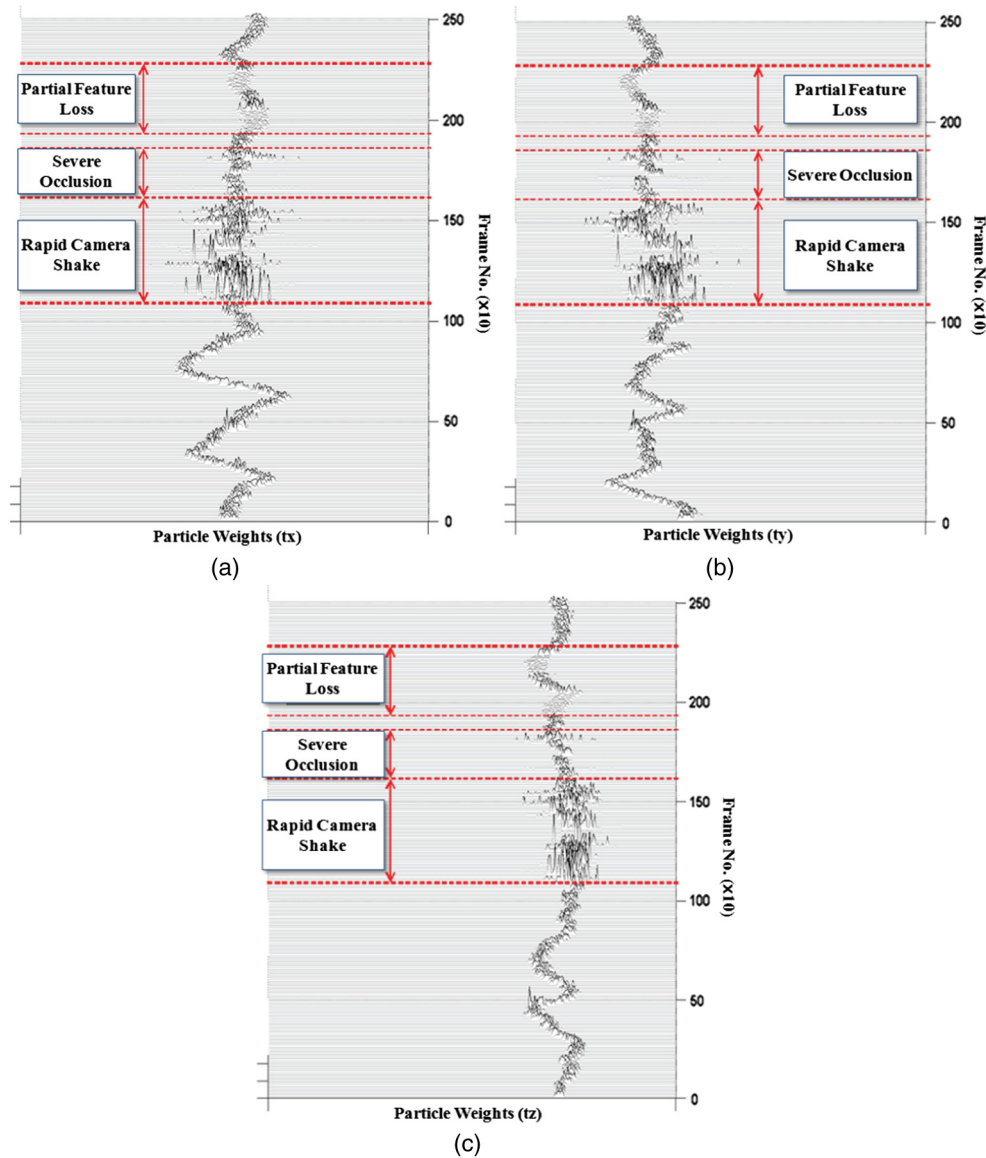 250
Partial Feature
Loss
200
Severe
Occlusion
150
Rapid Camera
Shake
100
50
0
Frame No. (x10)
Particle Weights (tx)
(a)
250
Partial Feature
Loss
200
Severe Occlusion
150
Rapid Camera
Shake
100
50
0
Frame No. (x10)
Particle Weights (ty)
(b)
250
Partial Feature
Loss
200
Severe
Occlusion
150
Rapid Camera
Shake
100
50
0
Frame No. (x10)
Particle Weights (tz)
(c)